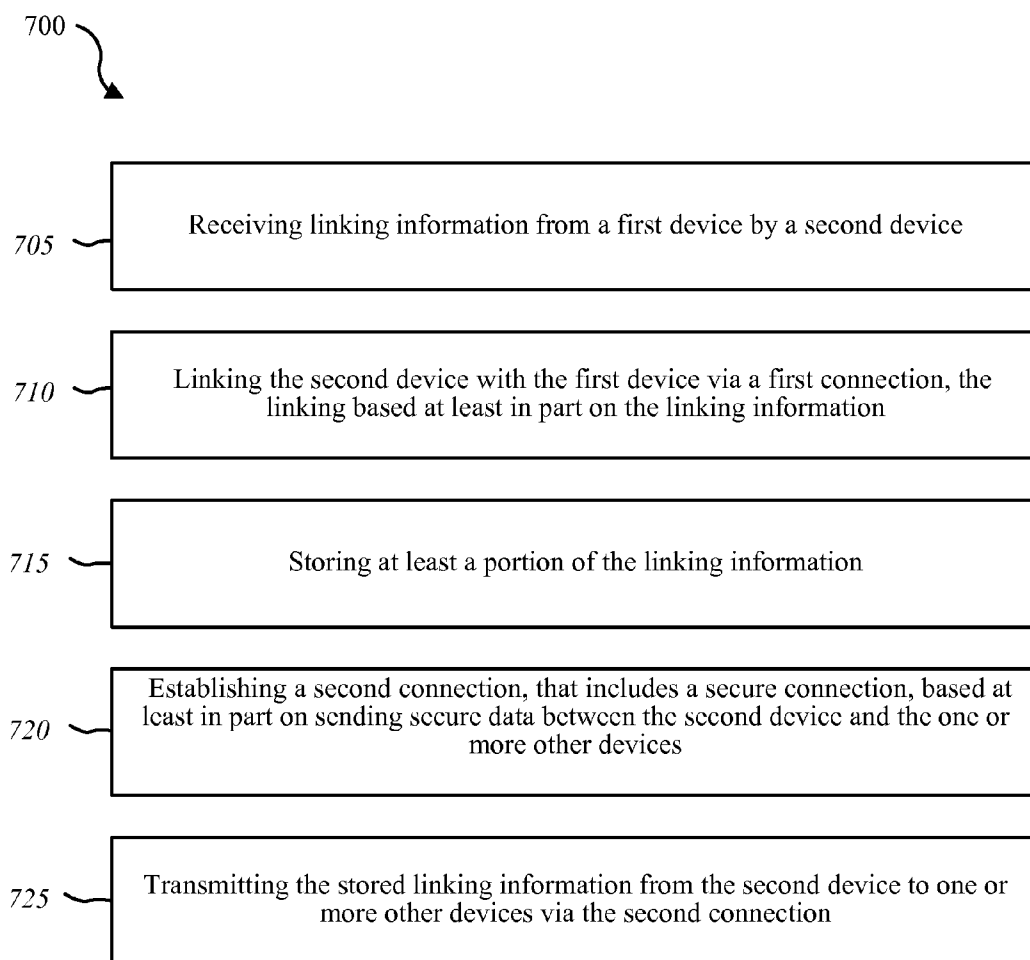 700
705
Receiving linking information from a first device by a second device
710
Linking the second device with the first device via a first connection, the
linking based at least in part on the linking information
715
Storing at least a portion of the linking information
720
Establishing a second connection, that includes a secure connection, based at
least in part on sending secure data between the second device and the one or
more other devices
725
Transmitting the stored linking information from the second device to one or
more other devices via the second connection